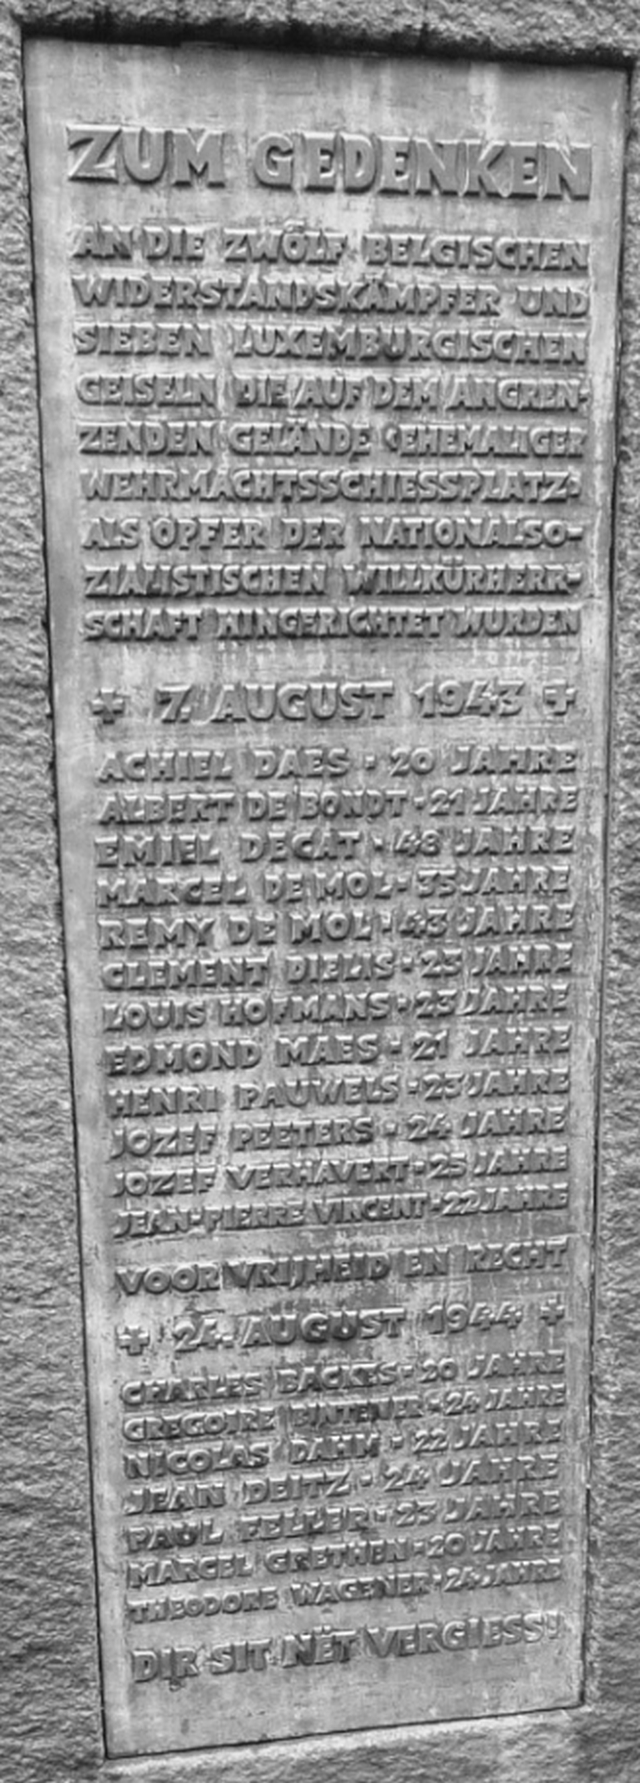 ZUM GEDENKEN
AN DIE ZWÖLF BELGISCHEN
WIDERSTANDSKÄMPFER UND
SIEBEN LUXEMBURGISCHEN
GEISELN DIE AUF DEM ANGREN-
ZENDEN GELÄNDE (EHEMALIGER
WEHRMACHTSSCHIESSPLATZ)
ALS OPFER DER NATIONALSO-
ZIALISTISCHEN WILLKÜRHERR-
SCHAFT HINGERICHTET WURDEN
+ 7. AUGUST 1943 +
ACHIEL DAES · 20 JAHRE
ALBERT DE BONDT · 21 JAHRE
EMIEL DECAT · 48 JAHRE
MARCEL DE MOL · 35 JAHRE
REMY DE MOL · 43 JAHRE
CLEMENT DIELIS · 23 JAHRE
LOUIS HOFMANS · 23 JAHRE
EDMOND MAES · 21 JAHRE
HENRI PAUWELS · 23 JAHRE
JOZEF PEETERS · 24 JAHRE
JOZEF VERHAVERT · 25 JAHRE
JEAN-PIERRE VINCENT · 22 JAHRE
VOOR VRIJHEID EN RECHT
+ 24. AUGUST 1944 +
CHARLES BACKES · 20 JAHRE
GREGOIRE BINTENER · 24 JAHRE
NICOLAS DAHM · 22 JAHRE
JEAN DEITZ · 24 JAHRE
PAUL FELLER · 23 JAHRE
MARCEL GRETHEN · 20 JAHRE
THEODORE WAGENER · 24 JAHRE
DIR SIT NËT VERGIESS!